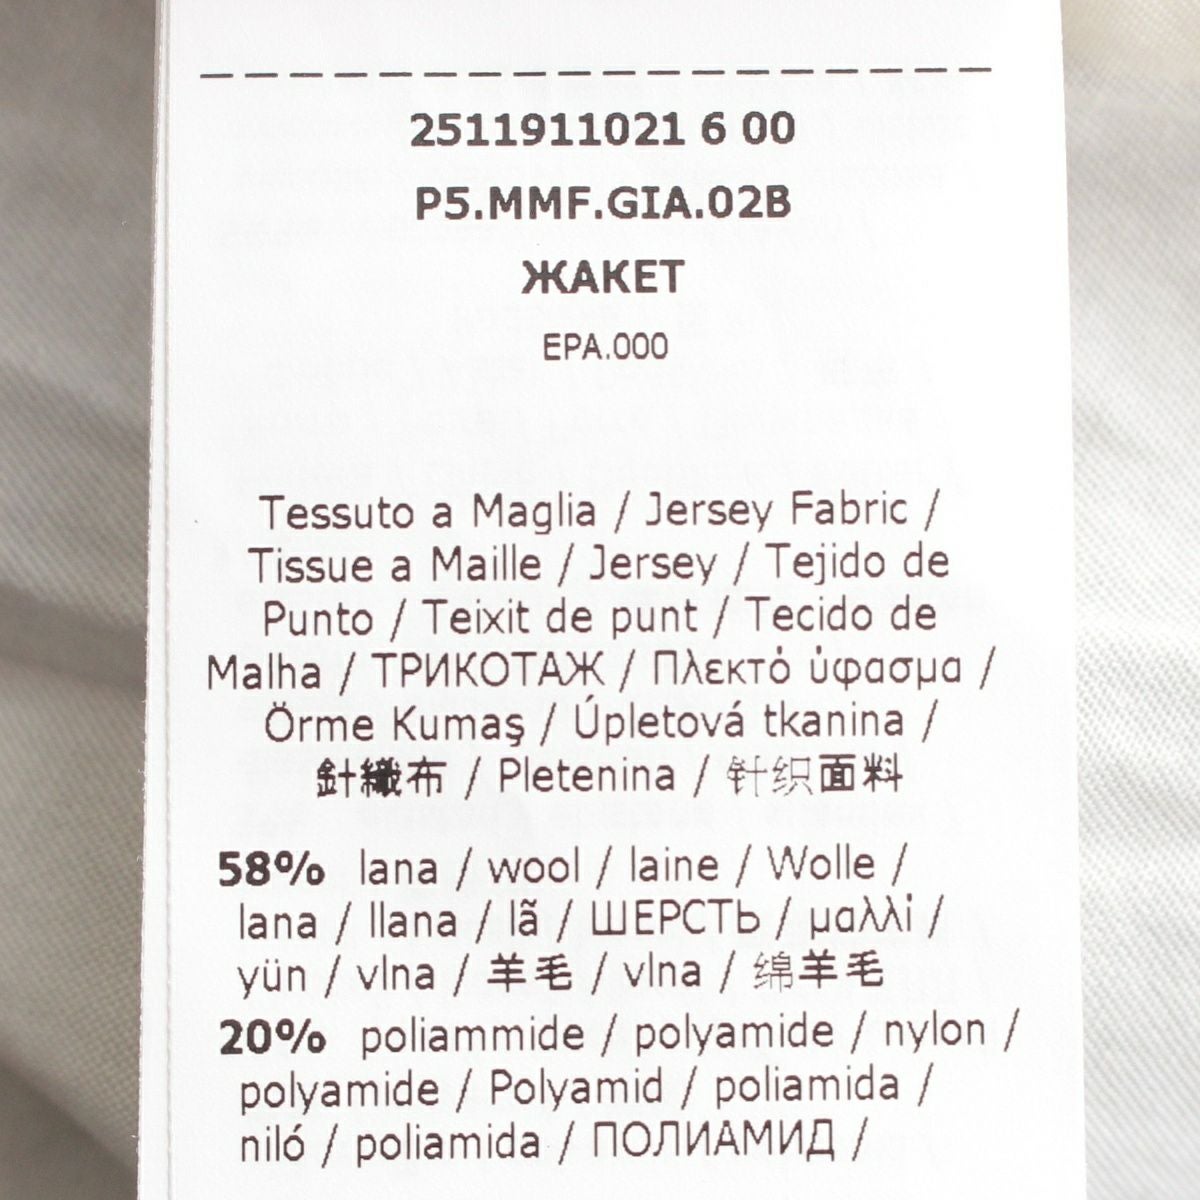 2511911021 6 00
P5.MMF.GIA.02B
ЖАКЕТ
EPA.000
Tessuto a Maglia / Jersey Fabric /
Tissue a Maille / Jersey / Tejido de
Punto / Teixit de punt / Tecido de
Malha / ТРИКОТАЖ / Πλεκτό ύφασμα /
Örme Kumaş / Úpletová tkanina /
針織布 / Pletenina / 针织面料
58% lana / wool / laine / Wolle /
lana / llana / lã / ШЕРСТЬ / μαλλί /
yün / vlna / 羊毛 / vlna / 绵羊毛
20% poliammide / polyamide / nylon /
polyamide / Polyamid / poliamida /
niló / poliamida / ПОЛИАМИД /